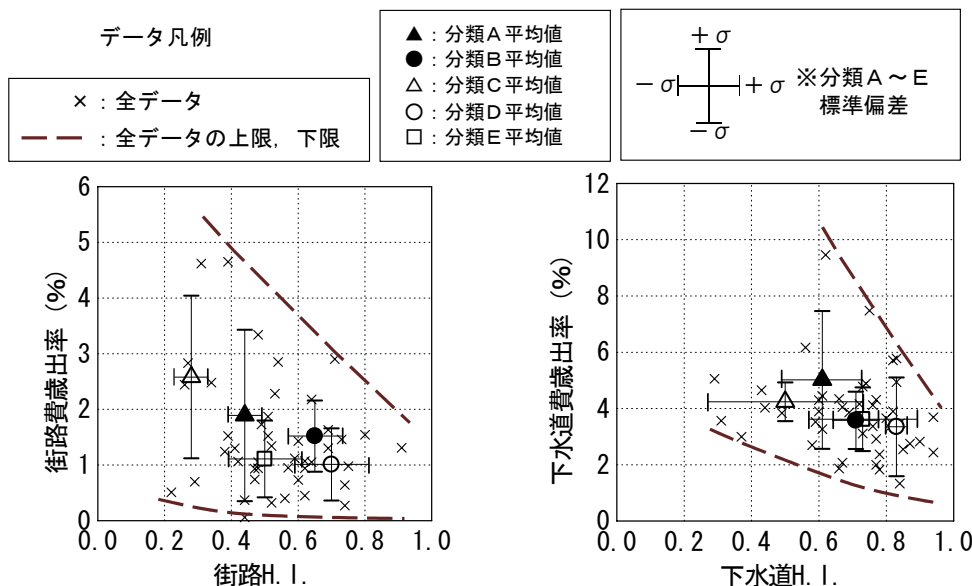 データ凡例
× : 全データ
: 全データの上限，下限
▲ : 分類A平均値
● : 分類B平均値
△ : 分類C平均値
○ : 分類D平均値
□ : 分類E平均値
+σ
-σ +σ
-σ
※分類A～E
標準偏差
街路費歳出率 (%)
6
5
4
3
2
1
0
0.0 0.2 0.4 0.6 0.8 1.0
街路H.I.
下水道費歳出率 (%)
12
10
8
6
4
2
0
0.0 0.2 0.4 0.6 0.8 1.0
下水道H.I.